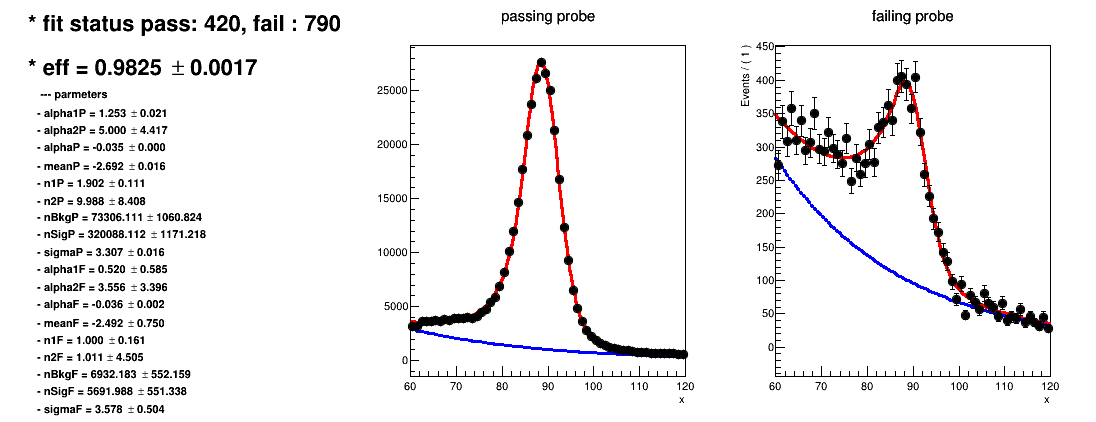 * fit status pass: 420, fail : 790
* eff = 0.9825 ± 0.0017
--- parmeters
- alpha1P = 1.253 ± 0.021
- alpha2P = 5.000 ± 4.417
- alphaP = -0.035 ± 0.000
- meanP = -2.692 ± 0.016
- n1P = 1.902 ± 0.111
- n2P = 9.988 ± 8.408
- nBkgP = 73306.111 ± 1060.824
- nSigP = 320088.112 ± 1171.218
- sigmaP = 3.307 ± 0.016
- alpha1F = 0.520 ± 0.585
- alpha2F = 3.556 ± 3.396
- alphaF = -0.036 ± 0.002
- meanF = -2.492 ± 0.750
- n1F = 1.000 ± 0.161
- n2F = 1.011 ± 4.505
- nBkgF = 6932.183 ± 552.159
- nSigF = 5691.988 ± 551.338
- sigmaF = 3.578 ± 0.504
passing probe
25000
20000
15000
10000
5000
0
60 70 80 90 100 110 120
x
failing probe
Events / ( 1 )
450
400
350
300
250
200
150
100
50
0
60 70 80 90 100 110 120
x